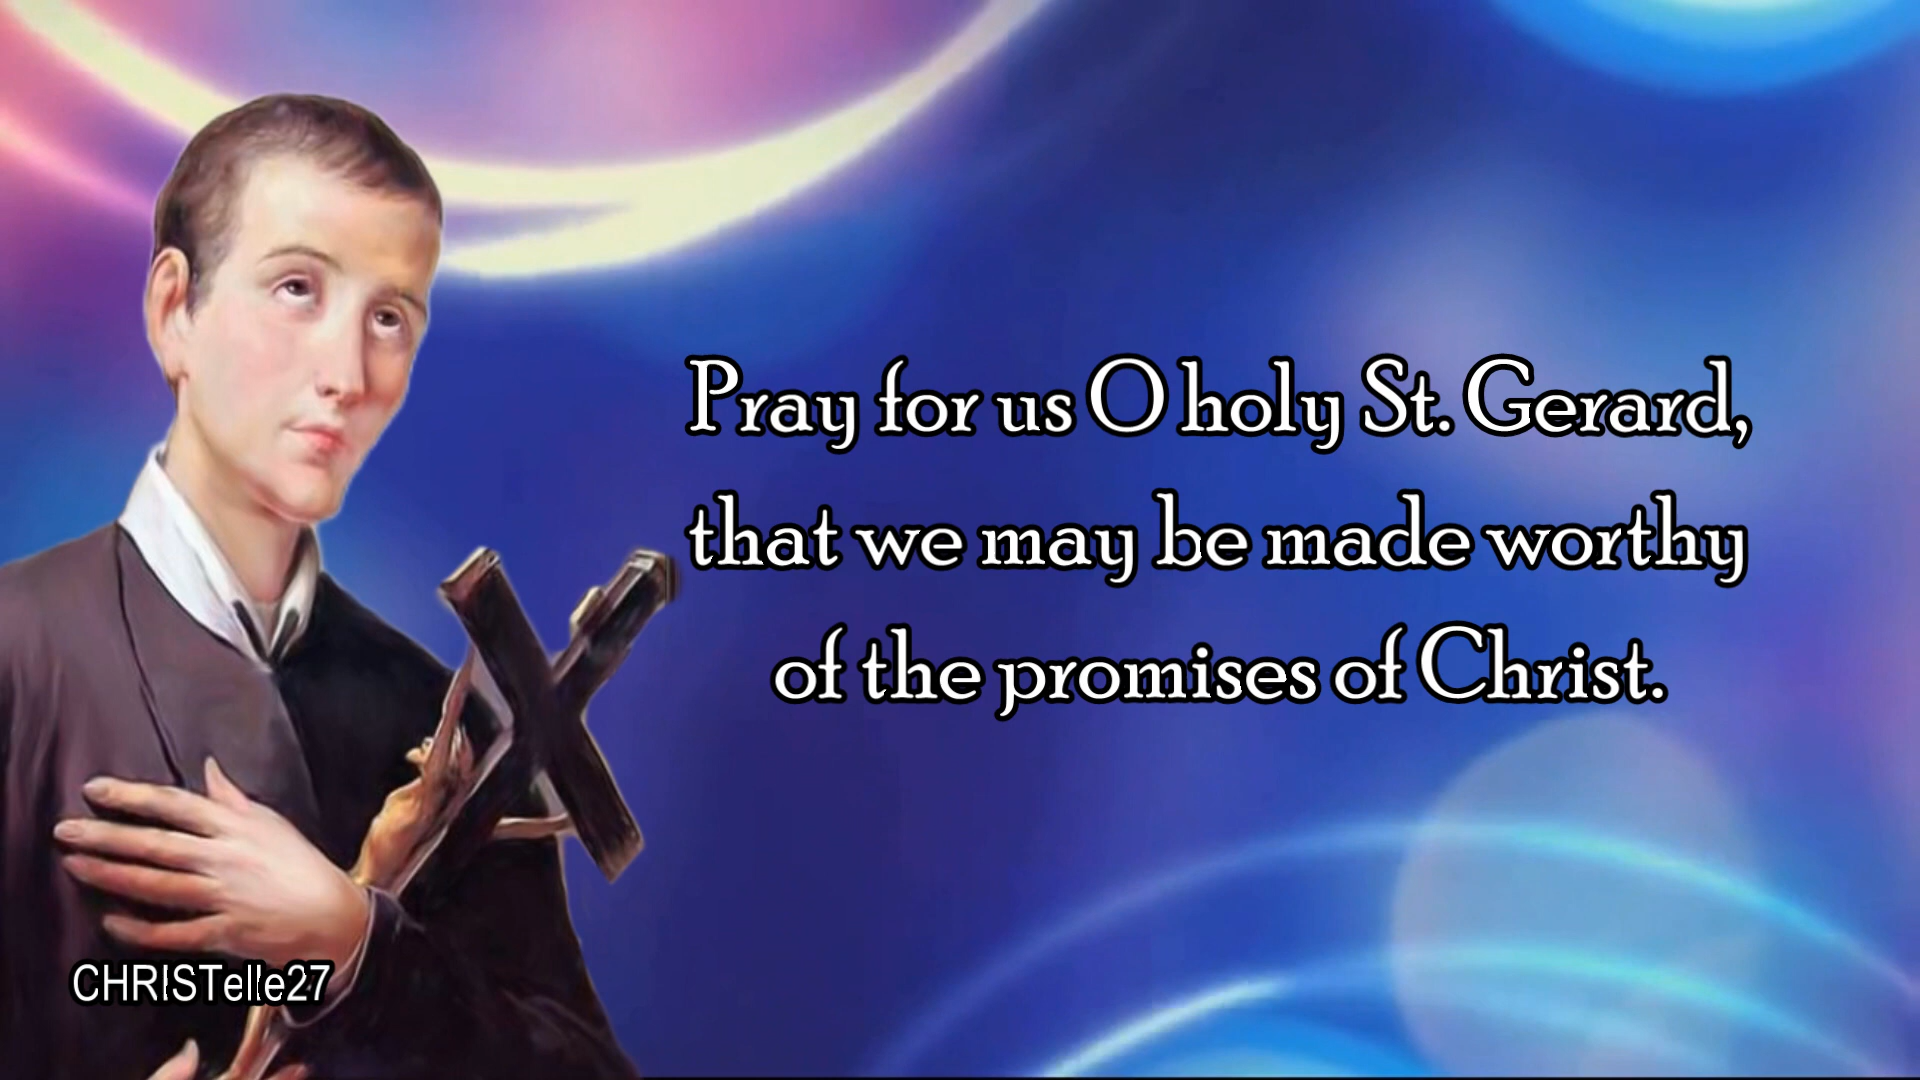 Pray for us O holy St. Gerard,
that we may be made worthy
of the promises of Christ.
CHRISTelle27